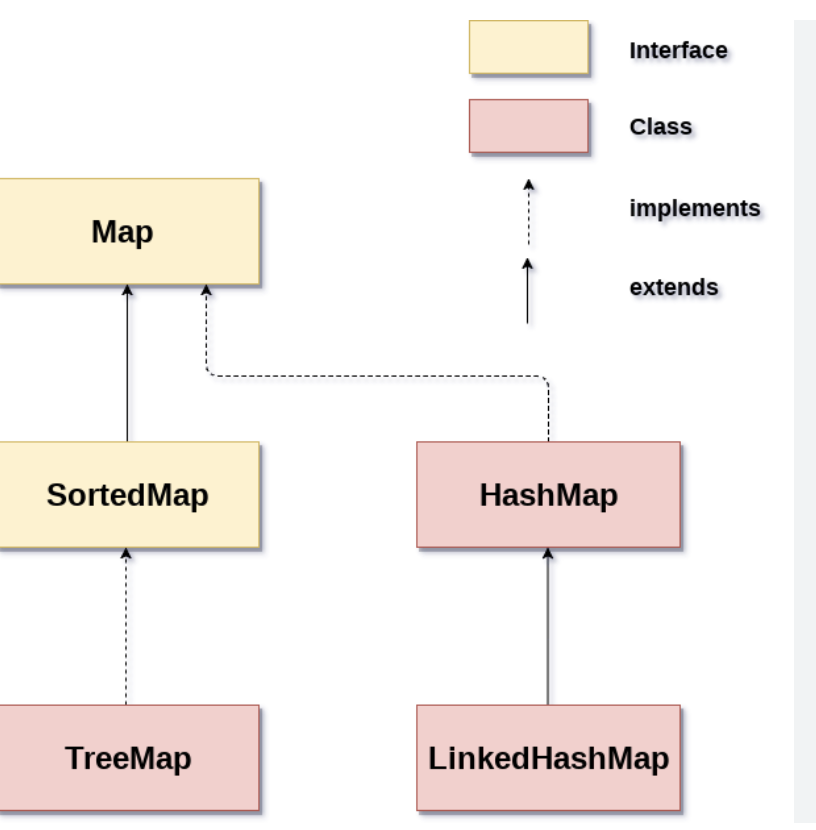 Interface
Class
Map
implements
extends
SortedMap
HashMap
TreeMap
LinkedHashMap